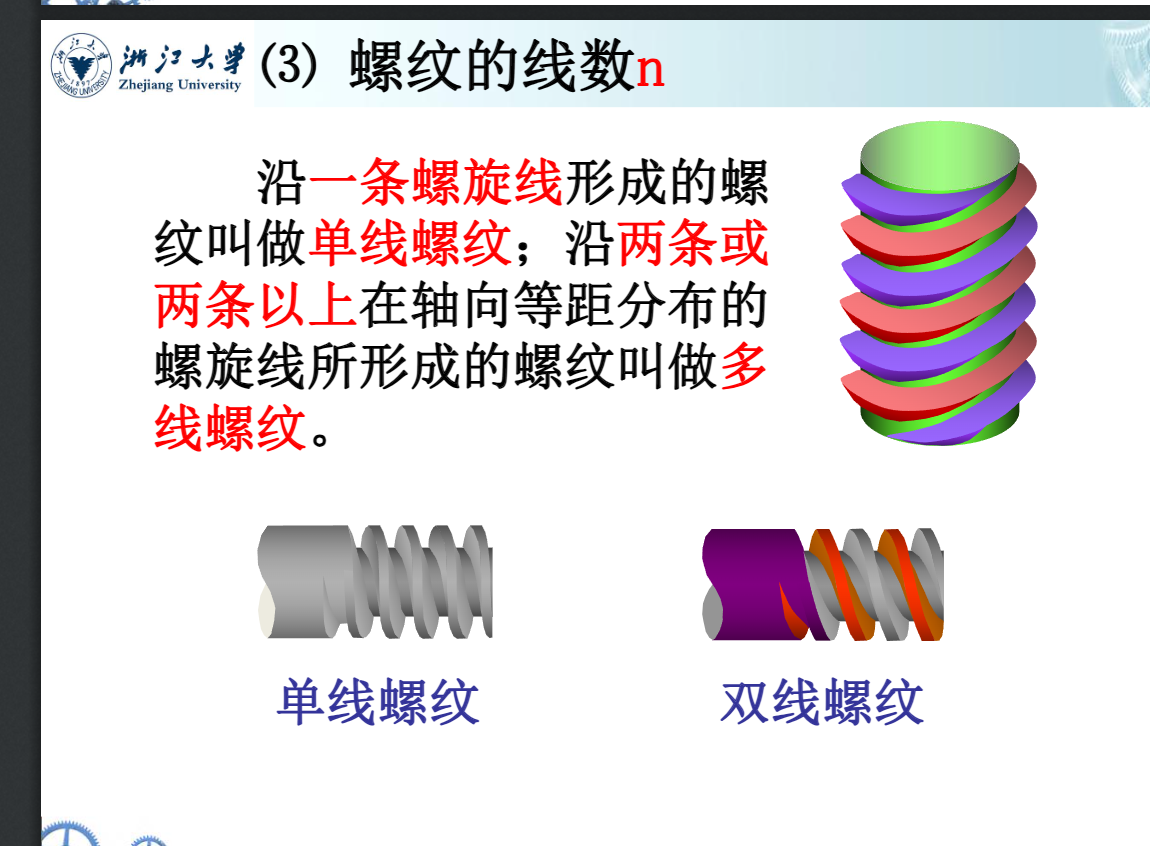 浙江大学
Zhejiang University
(3) 螺纹的线数n
沿一条螺旋线形成的螺
纹叫做单线螺纹；沿两条或
两条以上在轴向等距分布的
螺旋线所形成的螺纹叫做多
线螺纹。
单线螺纹
双线螺纹